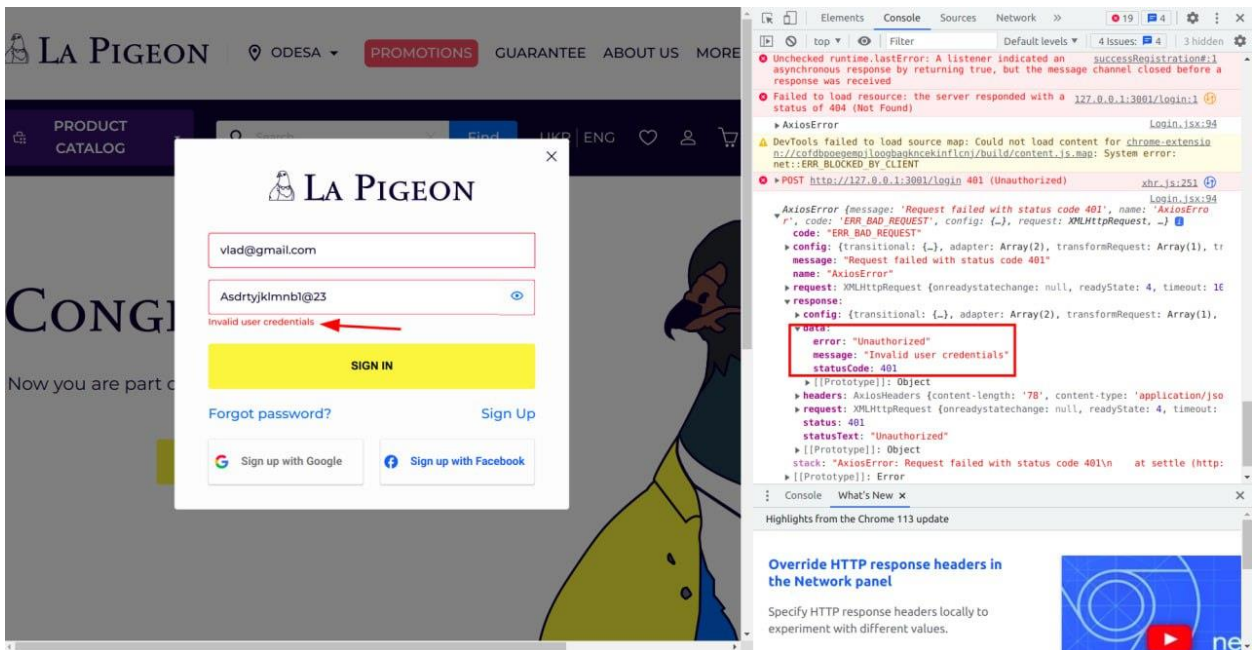 LA PIGEON
ODESA
PROMOTIONS
GUARANTEE
ABOUT US
MORE
PRODUCT
CATALOG
Search
Find
UKR | ENG
LA PIGEON
vlad@gmail.com
Asdrtyjklmnb1@23
Invalid user credentials
SIGN IN
Forgot password?
Sign Up
Sign up with Google
Sign up with Facebook
CONG
Now you are part
Elements Console Sources Network » 19 4
top ▼ Filter Default levels ▼ 4 Issues: 4 3 hidden
Unchecked runtime.lastError: A listener indicated an successRegistration#:1
asynchronous response by returning true, but the message channel closed before a
response was received
Failed to load resource: the server responded with a 127.0.0.1:3001/login:1
status of 404 (Not Found)
▶ AxiosError Login.jsx:94
DevTools failed to load source map: Could not load content for chrome-extensio
n://cofdbpoegempjloogbagkncekinflcnj/build/content.js.map: System error:
net::ERR_BLOCKED_BY_CLIENT
▶ POST http://127.0.0.1:3001/login 401 (Unauthorized) xhr.js:251
Login.jsx:94
AxiosError {message: 'Request failed with status code 401', name: 'AxiosErro
r', code: 'ERR_BAD_REQUEST', config: {…}, request: XMLHttpRequest, …}
code: "ERR_BAD_REQUEST"
▶ config: {transitional: {…}, adapter: Array(2), transformRequest: Array(1), tr
message: "Request failed with status code 401"
name: "AxiosError"
▶ request: XMLHttpRequest {onreadystatechange: null, readyState: 4, timeout: 16
▼ response:
▶ config: {transitional: {…}, adapter: Array(2), transformRequest: Array(1),
▼ data:
error: "Unauthorized"
message: "Invalid user credentials"
statusCode: 401
▶ [[Prototype]]: Object
▶ headers: AxiosHeaders {content-length: '78', content-type: 'application/jso
▶ request: XMLHttpRequest {onreadystatechange: null, readyState: 4, timeout:
status: 401
statusText: "Unauthorized"
▶ [[Prototype]]: Object
stack: "AxiosError: Request failed with status code 401\n at settle (http:
▶ [[Prototype]]: Error
Console What's New ×
Highlights from the Chrome 113 update
Override HTTP response headers in
the Network panel
Specify HTTP response headers locally to
experiment with different values.
ne